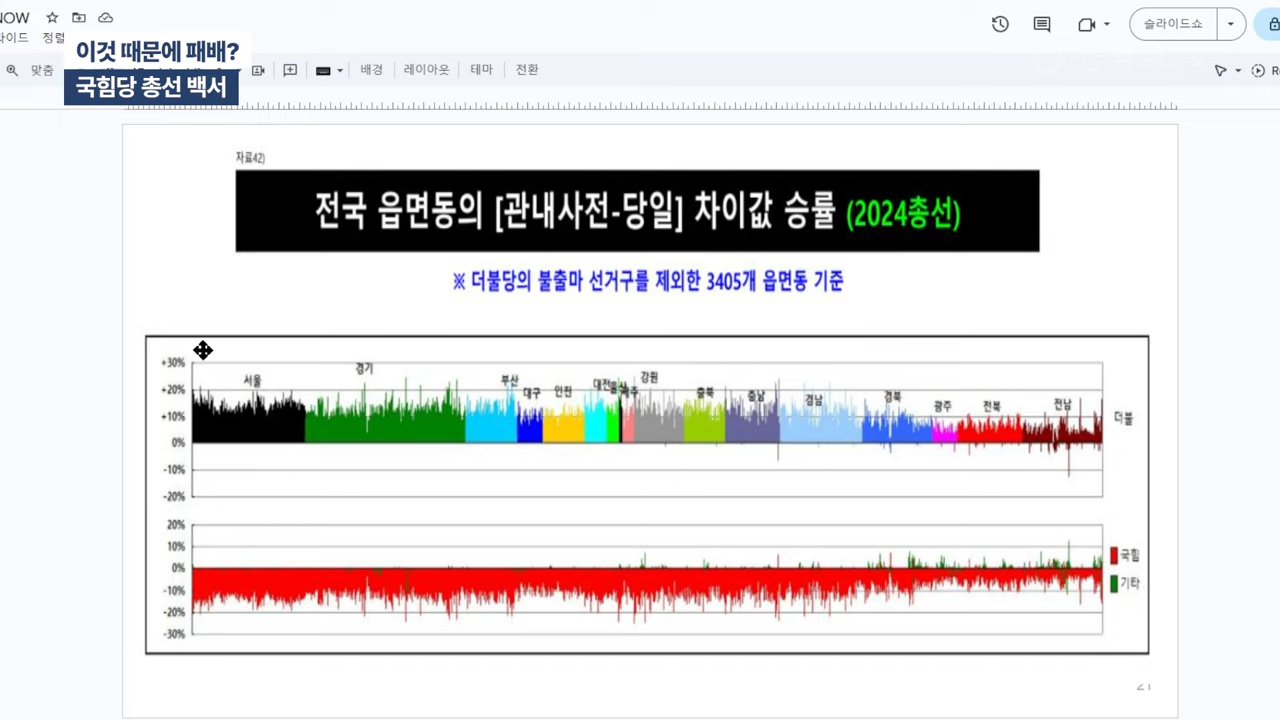 NOW
라이드
정렬
이것 때문에 패배?
국힘당 총선 백서
슬라이드쇼
맞춤
배경
레이아웃
테마
전환
자료42)
전국 읍면동의 [관내사전-당일] 차이값 승률 (2024총선)
※ 더불당의 불출마 선거구를 제외한 3405개 읍면동 기준
+30%
+20%
+10%
0%
-10%
-20%
서울
경기
부산
대구
인천
대전
강원
충북
충남
경남
경북
광주
전북
전남
더불
20%
10%
0%
-10%
-20%
-30%
국힘
기타